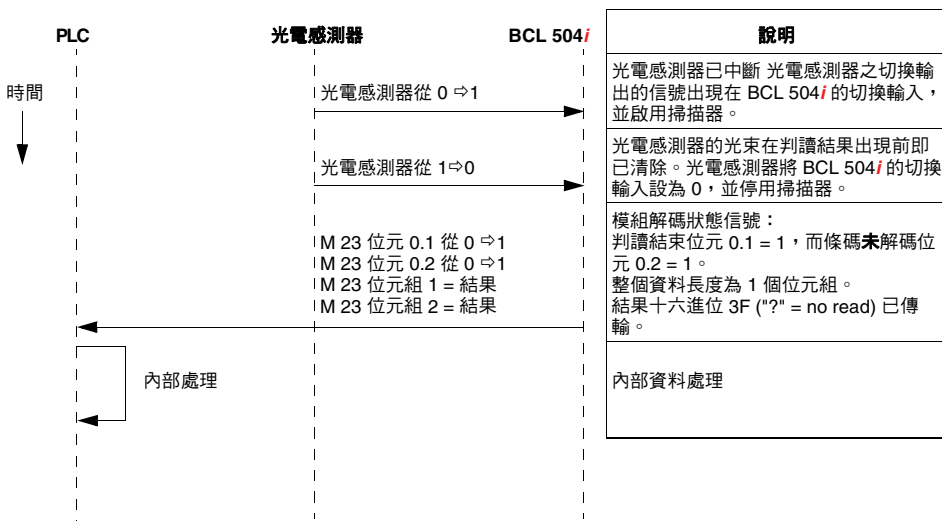 PLC
光電感測器
BCL 504i
說明
時間
光電感測器從 0 ⇨1
光電感測器已中斷 光電感測器之切換輸
出的信號出現在 BCL 504i 的切換輸入，
並啟用掃描器。
光電感測器從 1⇨0
光電感測器的光束在判讀結果出現前即
已清除。光電感測器將 BCL 504i 的切換
輸入設為 0，並停用掃描器。
M 23 位元 0.1 從 0 ⇨1
M 23 位元 0.2 從 0 ⇨1
M 23 位元組 1 = 結果
M 23 位元組 2 = 結果
模組解碼狀態信號：
判讀結束位元 0.1 = 1，而條碼未解碼位
元 0.2 = 1。
整個資料長度為 1 個位元組。
結果十六進位 3F ("?" = no read) 已傳
輸。
內部處理
內部資料處理